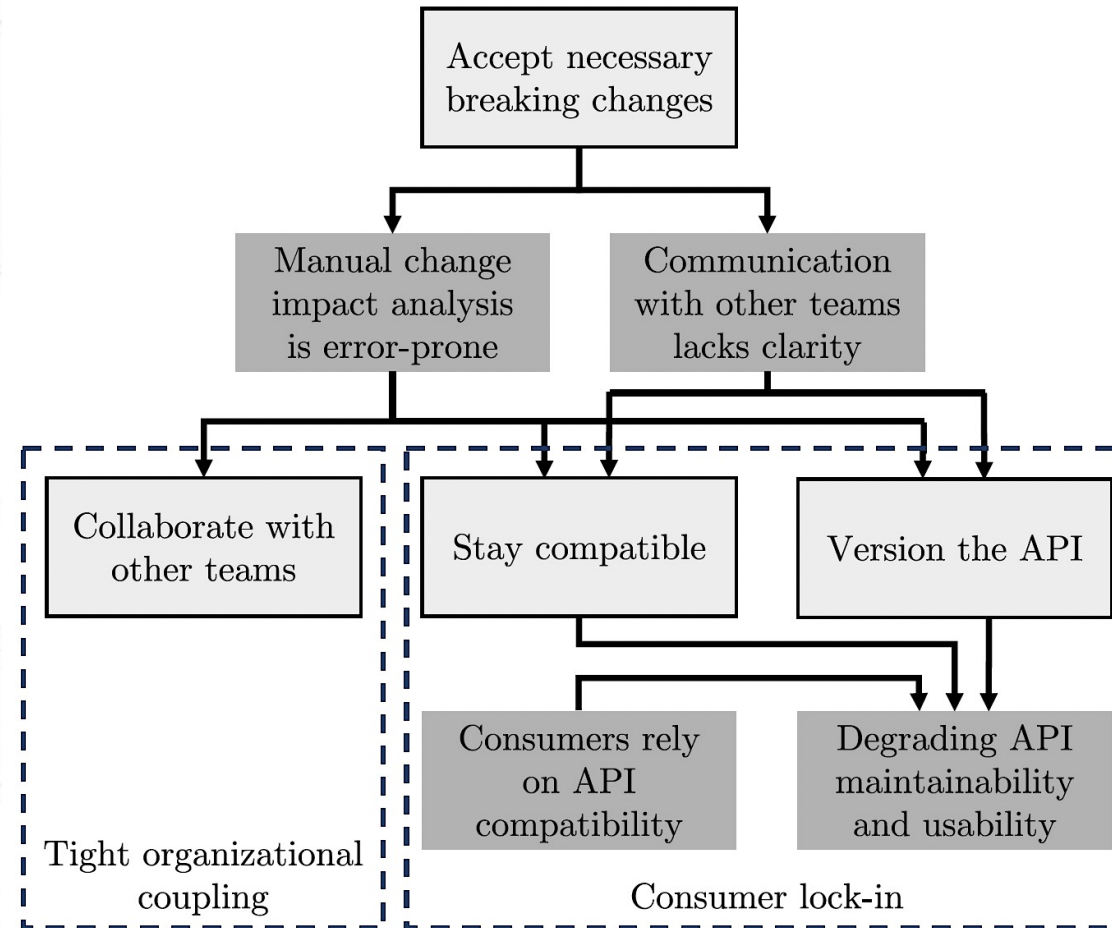 Accept necessary
breaking changes
Manual change
impact analysis
is error-prone
Communication
with other teams
lacks clarity
Collaborate with
other teams
Stay compatible
Version the API
Consumers rely
on API
compatibility
Degrading API
maintainability
and usability
Tight organizational
coupling
Consumer lock-in